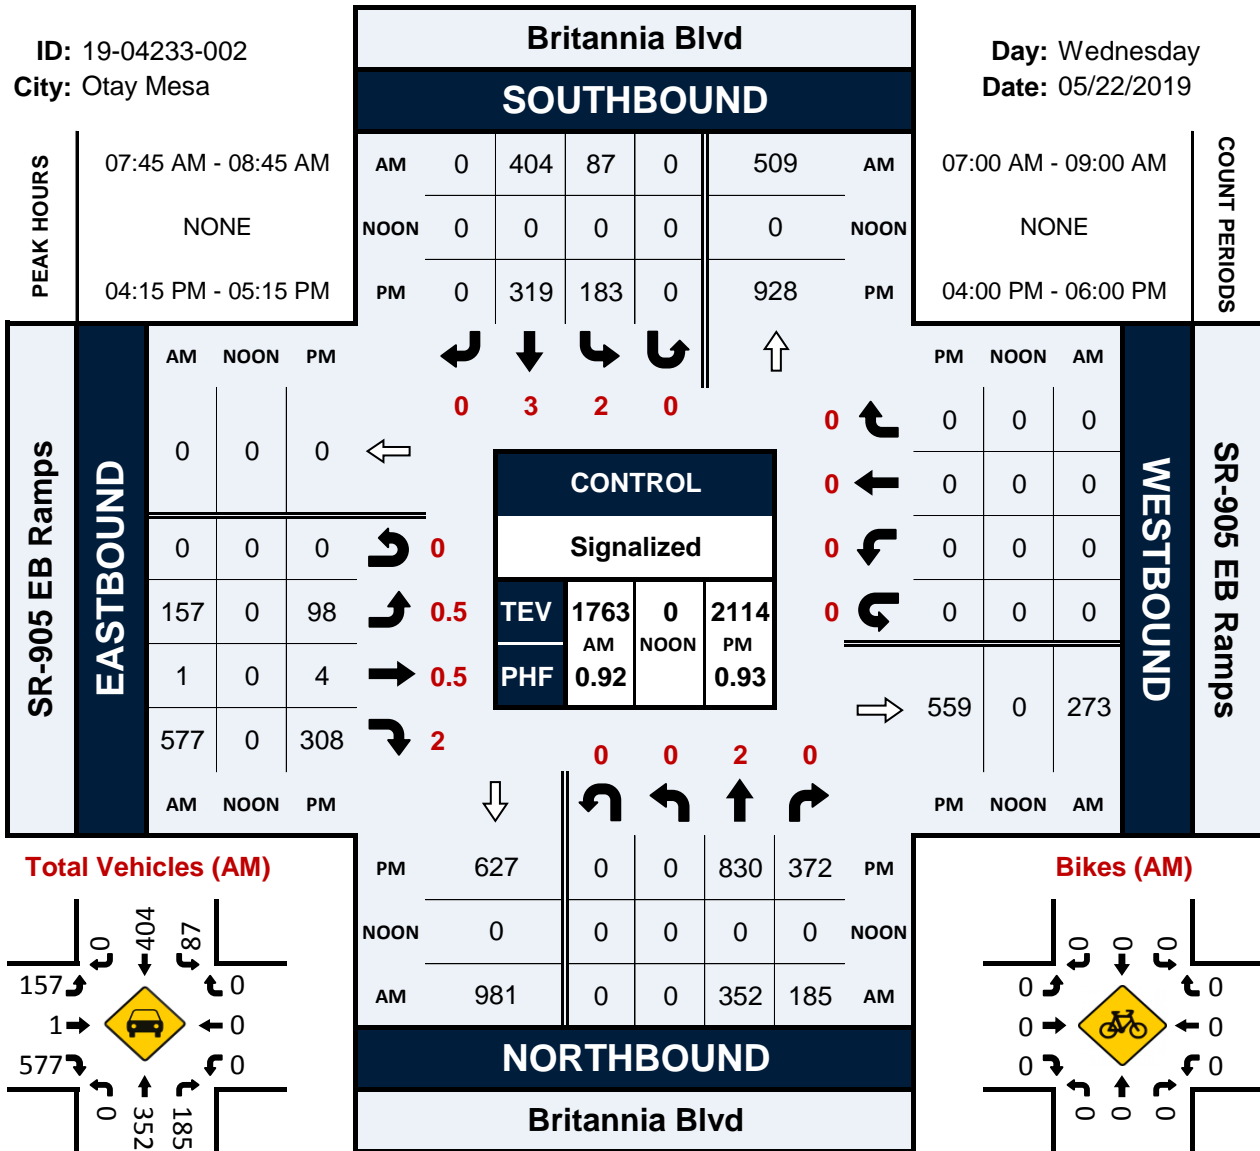 Britannia Blvd
ID: 19-04233-002
City: Otay Mesa
Day: Wednesday
Date: 05/22/2019
SOUTHBOUND
PEAK HOURS
07:45 AM - 08:45 AM
NONE
04:15 PM - 05:15 PM
AM 0 404 87 0 509 AM
NOON 0 0 0 0 0 NOON
PM 0 319 183 0 928 PM
07:00 AM - 09:00 AM
NONE
04:00 PM - 06:00 PM
COUNT PERIODS
0 3 2 0
SR-905 EB Ramps
EASTBOUND
AM NOON PM
0 0 0
0 0 0 0
157 0 98 0.5
1 0 4 0.5
577 0 308 2
AM NOON PM
CONTROL
Signalized
TEV 1763 0 2114
AM NOON PM
PHF 0.92 0.93
PM NOON AM
0 0 0 0
0 0 0 0
0 0 0 0
0 0 0 0
559 0 273
PM NOON AM
WESTBOUND
SR-905 EB Ramps
0 0 2 0
PM 627 0 0 830 372 PM
NOON 0 0 0 0 0 NOON
AM 981 0 0 352 185 AM
NORTHBOUND
Britannia Blvd
Total Vehicles (AM)
0 404 87
157 0
1 0
577 0
0 352 185
Bikes (AM)
0 0 0
0 0
0 0
0 0
0 0 0